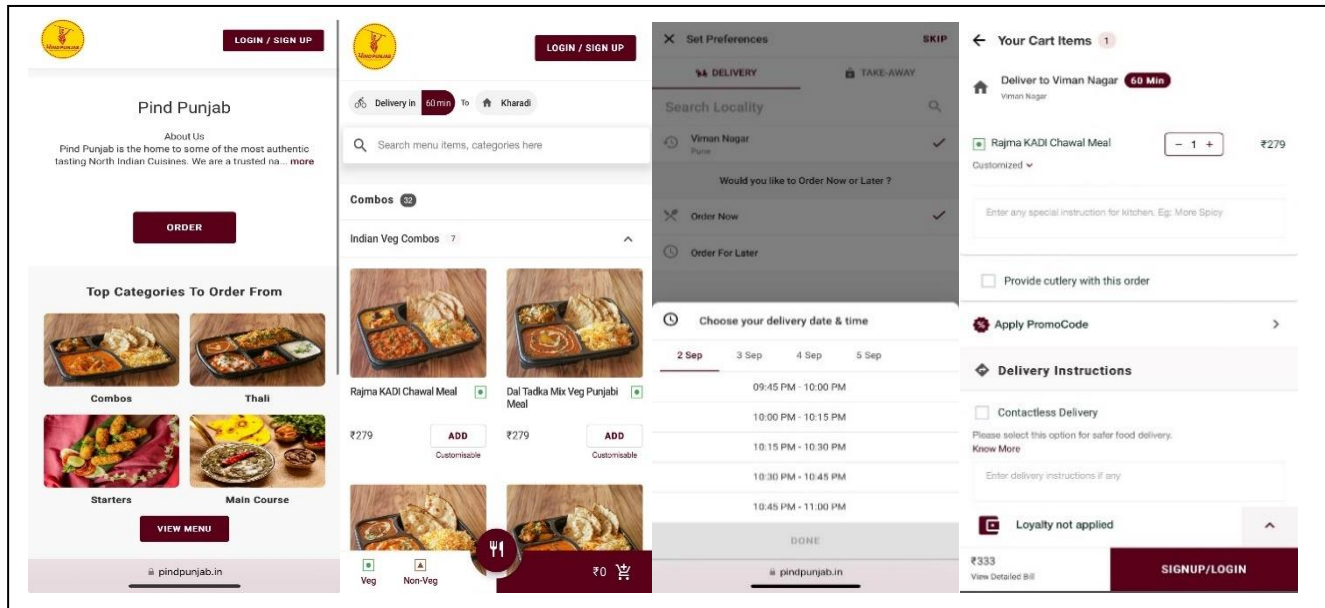 HINDPUNJAB
LOGIN / SIGN UP
Pind Punjab
About Us
Pind Punjab is the home to some of the most authentic
tasting North Indian Cuisines. We are a trusted na... more
ORDER
Top Categories To Order From
Combos
Thali
Starters
Main Course
VIEW MENU
pindpunjab.in
HINDPUNJAB
LOGIN / SIGN UP
Delivery in 60 min To Kharadi
Search menu items, categories here
Combos 32
Indian Veg Combos 7
Rajma KADI Chawal Meal
₹279
ADD
Customisable
Dal Tadka Mix Veg Punjabi
Meal
₹279
ADD
Customisable
Veg
Non-Veg
₹0
Set Preferences
SKIP
DELIVERY
TAKE-AWAY
Search Locality
Viman Nagar
Pune
Would you like to Order Now or Later ?
Order Now
Order For Later
Choose your delivery date & time
2 Sep 3 Sep 4 Sep 5 Sep
09:45 PM - 10:00 PM
10:00 PM - 10:15 PM
10:15 PM - 10:30 PM
10:30 PM - 10:45 PM
10:45 PM - 11:00 PM
DONE
pindpunjab.in
Your Cart Items 1
Deliver to Viman Nagar 60 Min
Viman Nagar
Rajma KADI Chawal Meal
- 1 +
₹279
Customized
Enter any special instruction for kitchen. Eg: More Spicy
Provide cutlery with this order
Apply PromoCode
Delivery Instructions
Contactless Delivery
Please select this option for safer food delivery.
Know More
Enter delivery instructions if any
Loyalty not applied
₹333
View Detailed Bill
SIGNUP/LOGIN